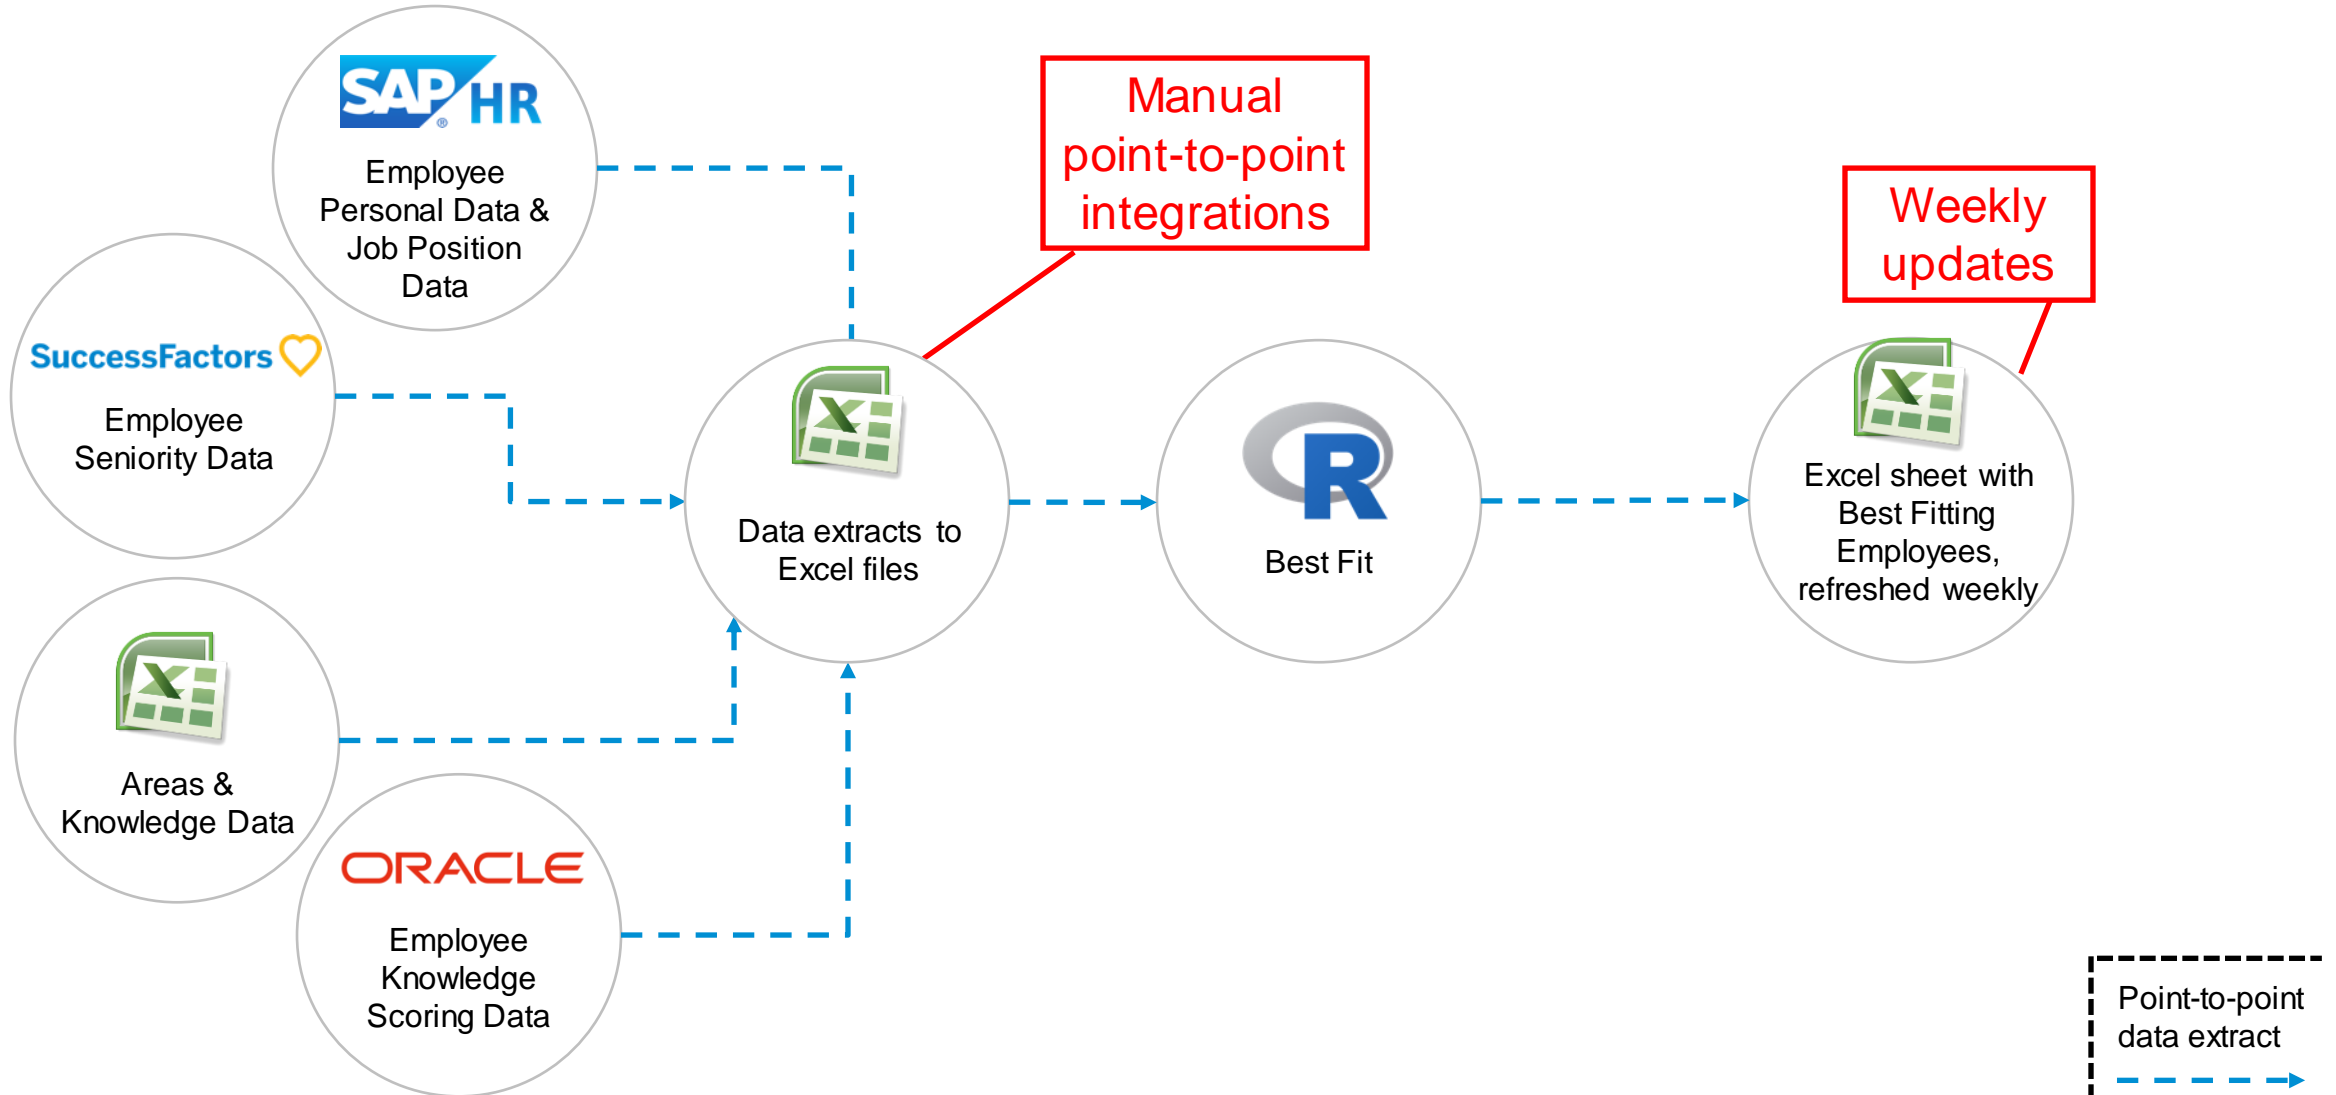 SAP HR
®
Employee
Personal Data &
Job Position
Data
Manual
point-to-point
integrations
Weekly
updates
SuccessFactors
Employee
Seniority Data
Data extracts to
Excel files
R
Best Fit
X
Excel sheet with
Best Fitting
Employees,
refreshed weekly
X
Areas &
Knowledge Data
X
ORACLE
Employee
Knowledge
Scoring Data
Point-to-point
data extract